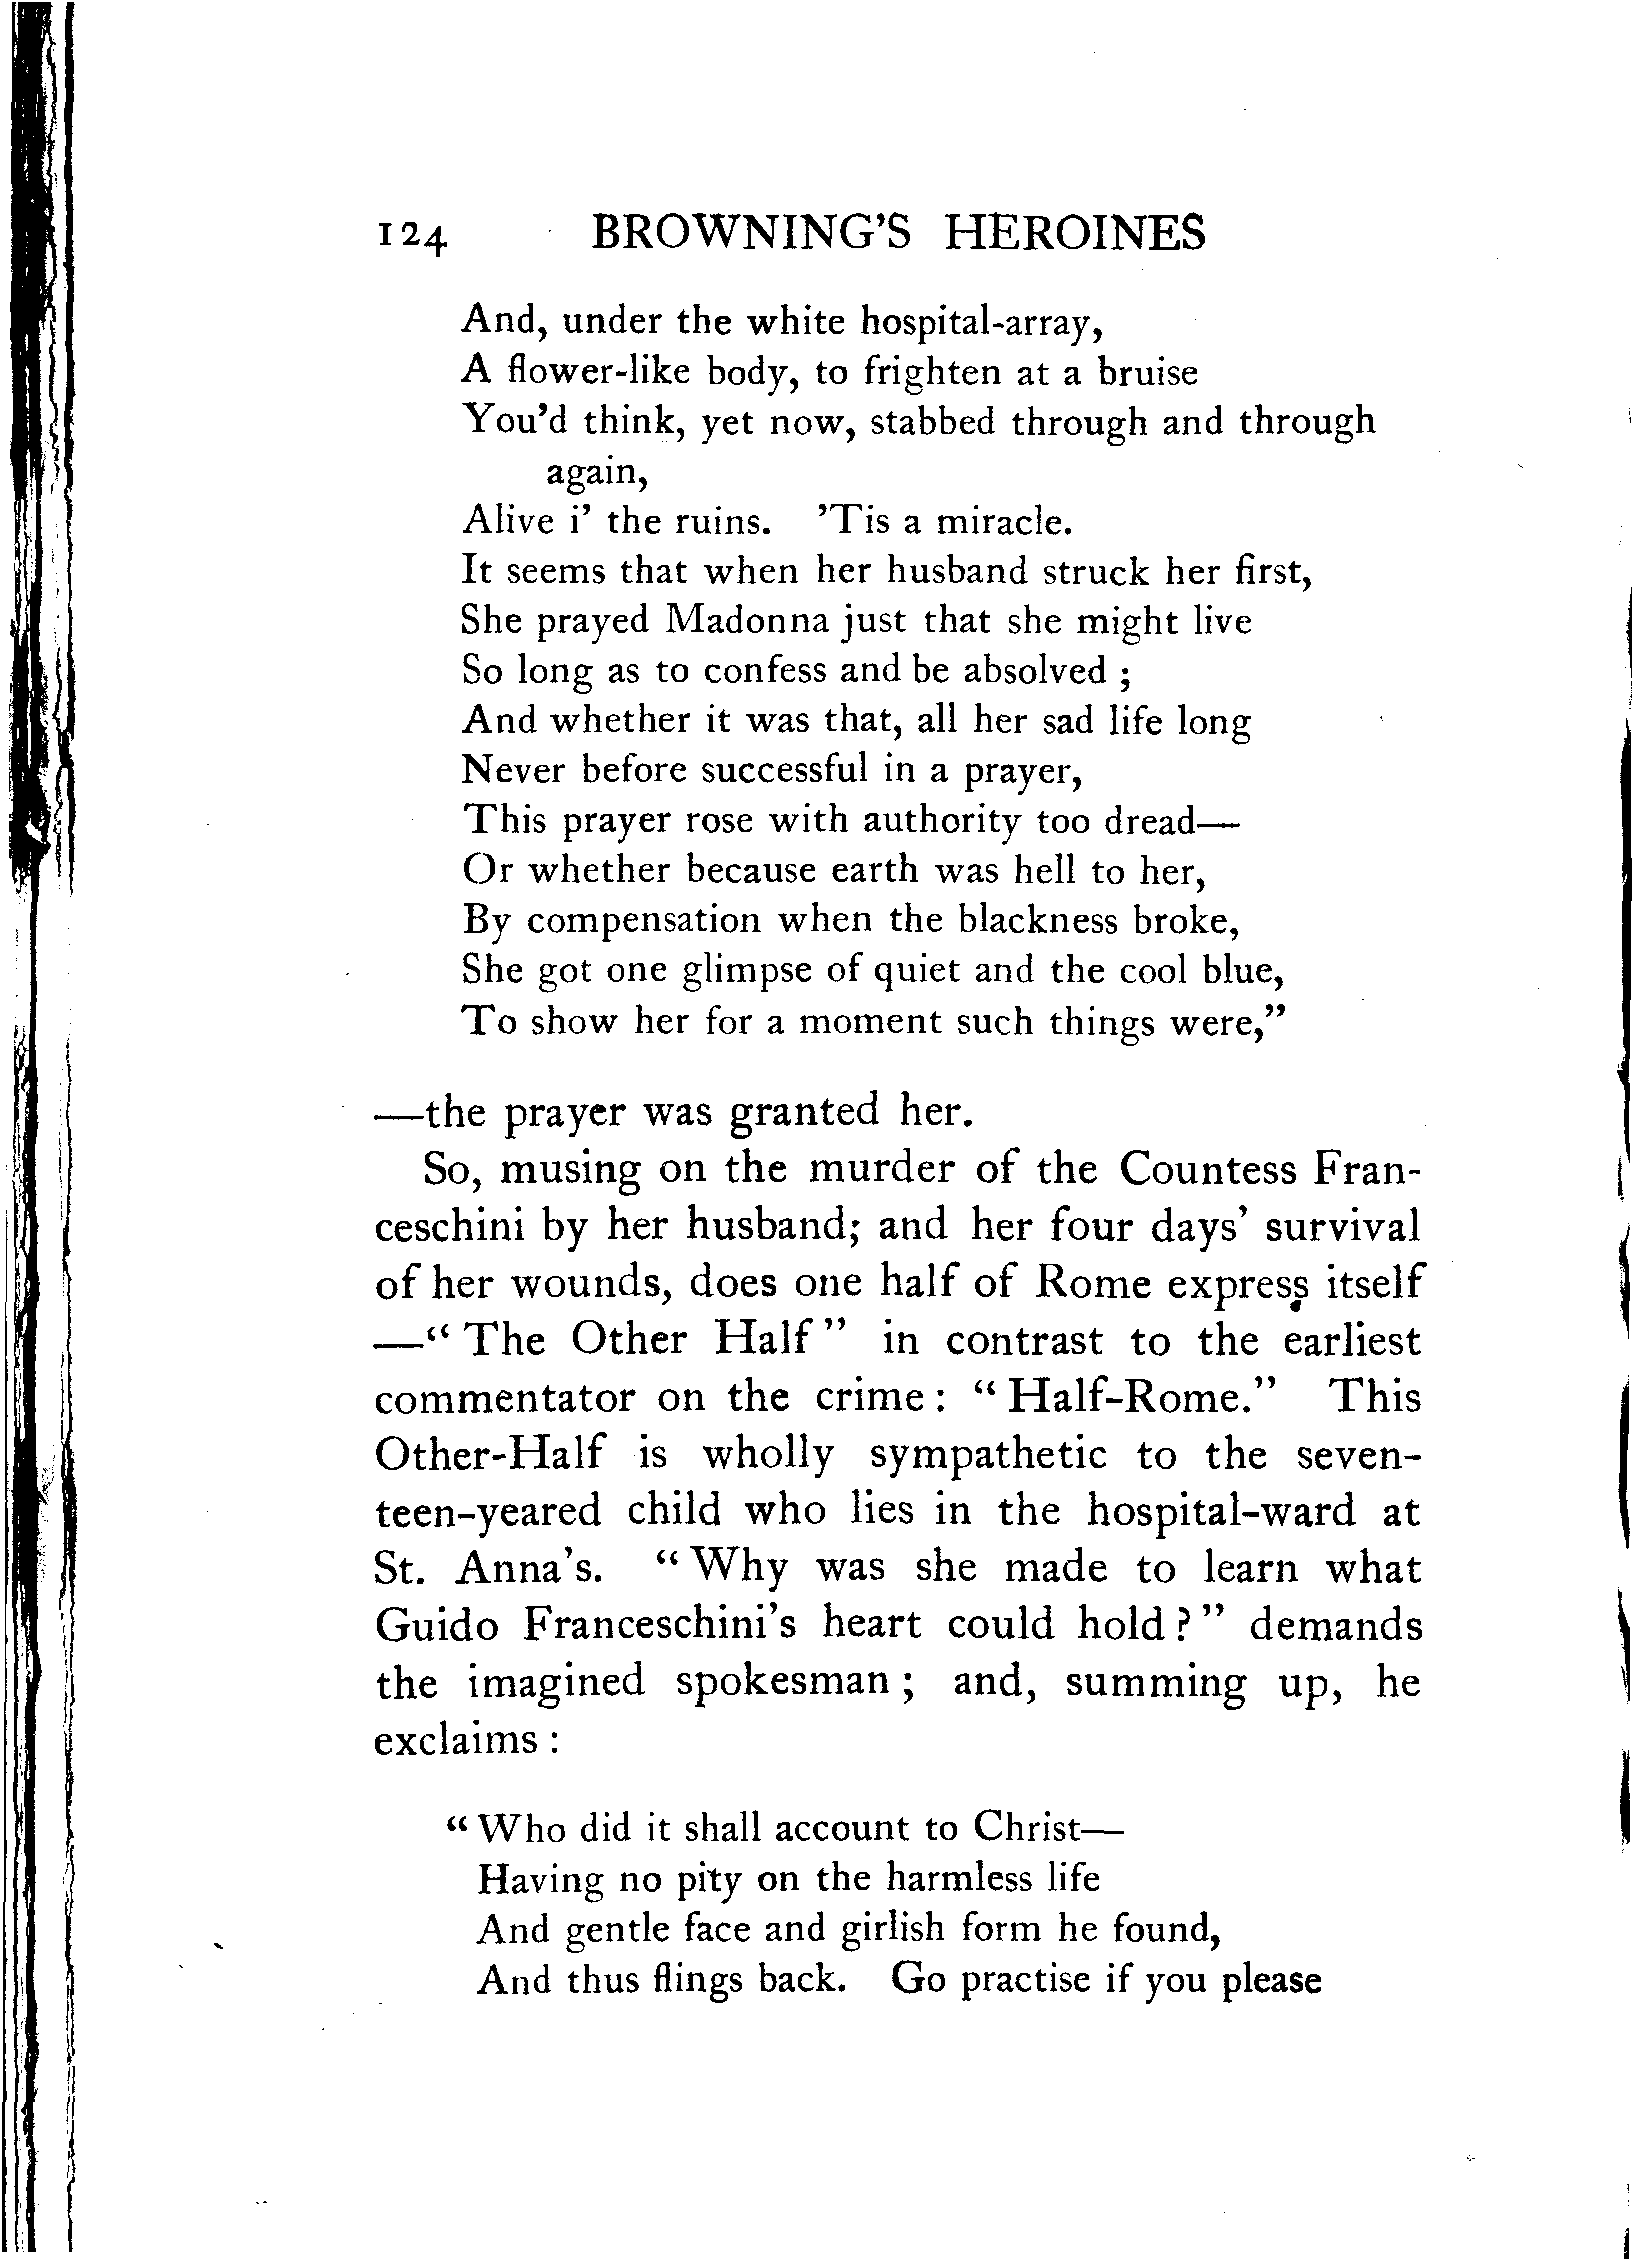 124 BROWNING'S HEROINES
And, under the white hospital-array,
A flower-like body, to frighten at a bruise
You'd think, yet now, stabbed through and through
again,
Alive i' the ruins. 'Tis a miracle.
It seems that when her husband struck her first,
She prayed Madonna just that she might live
So long as to confess and be absolved ;
And whether it was that, all her sad life long
Never before successful in a prayer,
This prayer rose with authority too dread—
Or whether because earth was hell to her,
By compensation when the blackness broke,
She got one glimpse of quiet and the cool blue,
To show her for a moment such things were,”
—the prayer was granted her.
So, musing on the murder of the Countess Fran-
ceschini by her husband; and her four days' survival
of her wounds, does one half of Rome express itself
—“ The Other Half ” in contrast to the earliest
commentator on the crime : “ Half-Rome.” This
Other-Half is wholly sympathetic to the seven-
teen-yeared child who lies in the hospital-ward at
St. Anna's. “ Why was she made to learn what
Guido Franceschini's heart could hold ? ” demands
the imagined spokesman ; and, summing up, he
exclaims :
“ Who did it shall account to Christ—
Having no pity on the harmless life
And gentle face and girlish form he found,
And thus flings back. Go practise if you please